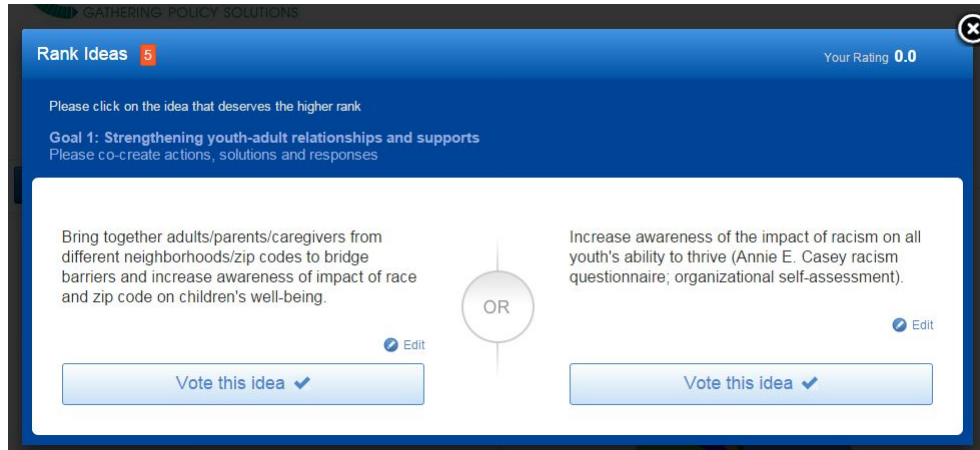 GATHERING POLICY SOLUTIONS
Rank Ideas 5
Your Rating 0.0
Please click on the idea that deserves the higher rank
Goal 1: Strengthening youth-adult relationships and supports
Please co-create actions, solutions and responses
Bring together adults/parents/caregivers from
different neighborhoods/zip codes to bridge
barriers and increase awareness of impact of race
and zip code on children's well-being.
Edit
Vote this idea
OR
Increase awareness of the impact of racism on all
youth's ability to thrive (Annie E. Casey racism
questionnaire; organizational self-assessment).
Edit
Vote this idea